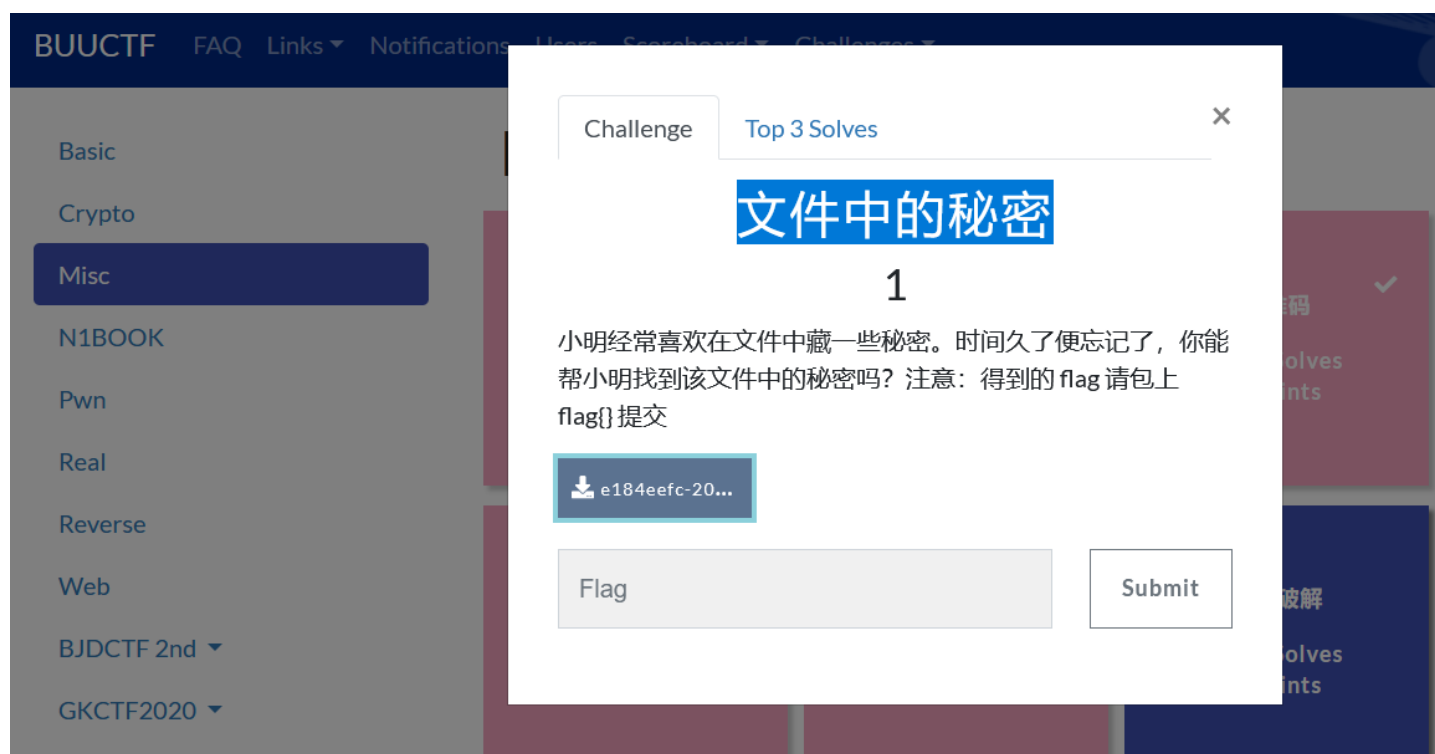 BUUCTF FAQ Links Notifications Users Scoreboard Challenges
Challenge Top 3 Solves ×
文件中的秘密
1
小明经常喜欢在文件中藏一些秘密。时间久了便忘记了，你能
帮小明找到该文件中的秘密吗？注意：得到的 flag 请包上
flag{} 提交
e184eefc-20...
Flag
Submit
Basic
Crypto
Misc
N1BOOK
Pwn
Real
Reverse
Web
BJDCTF 2nd
GKCTF2020
码
olves
ints
破解
olves
ints